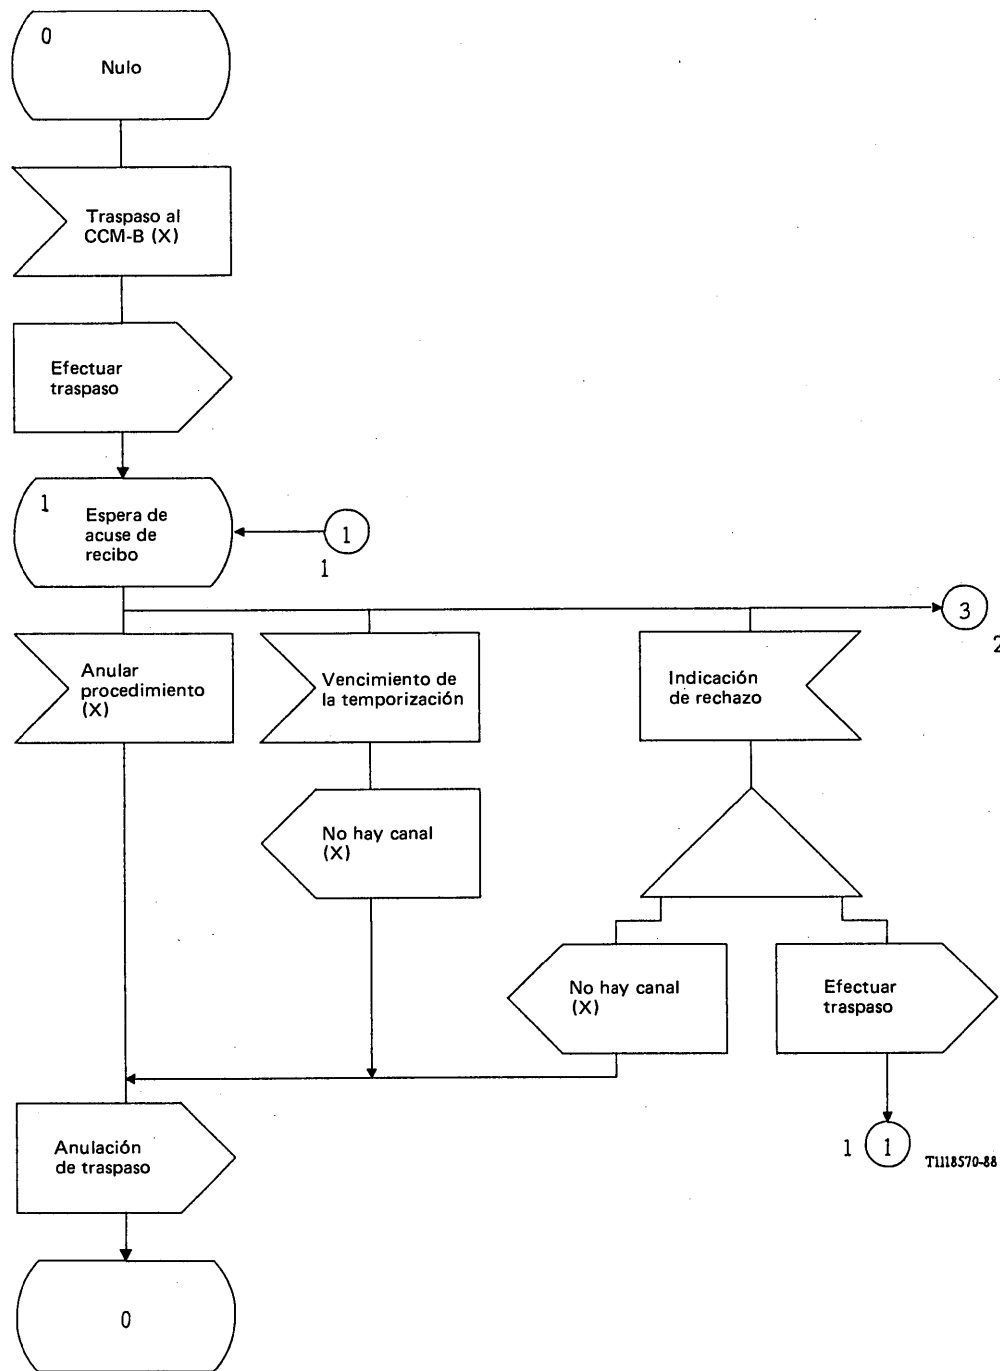 0
Nulo
Traspaso al
CCM-B (X)
Efectuar
traspaso
1
Espera de
acuse de
recibo
1
1
3
2
Anular
procedimiento
(X)
Vencimiento de
la temporización
Indicación
de rechazo
No hay canal
(X)
No hay canal
(X)
Efectuar
traspaso
Anulación
de traspaso
1
1
T1118570-88
0